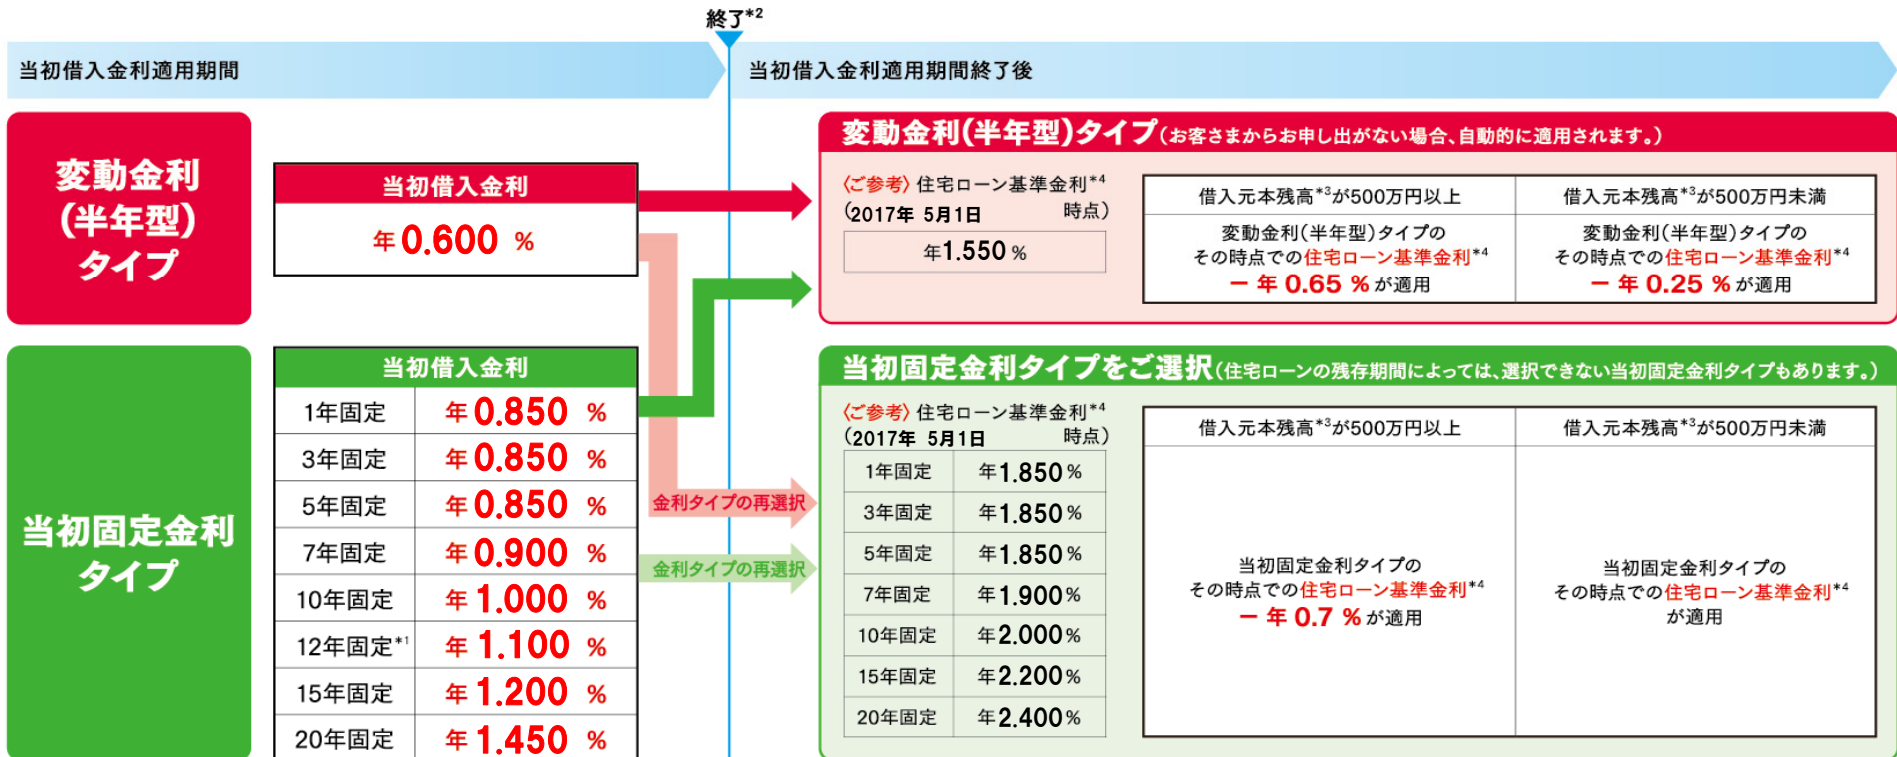 終了*2
当初借入金利適用期間
当初借入金利適用期間終了後
変動金利
(半年型)
タイプ
当初借入金利
年0.600 %
変動金利(半年型)タイプ(お客さまからお申し出がない場合、自動的に適用されます。)
〈ご参考〉住宅ローン基準金利*4
(2017年 5月1日 時点)
年1.550%
借入元本残高*3が500万円以上
変動金利(半年型)タイプの
その時点での住宅ローン基準金利*4
－年 0.65 %が適用
借入元本残高*3が500万円未満
変動金利(半年型)タイプの
その時点での住宅ローン基準金利*4
－年 0.25 %が適用
当初固定金利
タイプ
当初借入金利
1年固定 年0.850 %
3年固定 年0.850 %
5年固定 年0.850 %
7年固定 年0.900 %
10年固定 年1.000 %
12年固定*1 年1.100 %
15年固定 年1.200 %
20年固定 年1.450 %
金利タイプの再選択
金利タイプの再選択
当初固定金利タイプをご選択(住宅ローンの残存期間によっては、選択できない当初固定金利タイプもあります。)
〈ご参考〉住宅ローン基準金利*4
(2017年 5月1日 時点)
1年固定 年1.850%
3年固定 年1.850%
5年固定 年1.850%
7年固定 年1.900%
10年固定 年2.000%
15年固定 年2.200%
20年固定 年2.400%
借入元本残高*3が500万円以上
当初固定金利タイプの
その時点での住宅ローン基準金利*4
－年 0.7 %が適用
借入元本残高*3が500万円未満
当初固定金利タイプの
その時点での住宅ローン基準金利*4
が適用